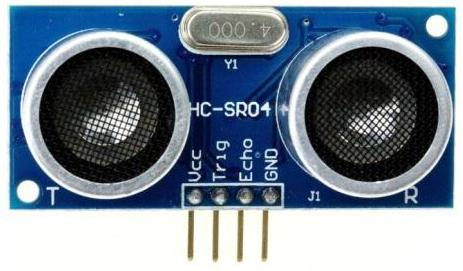 4.000
Y1
HC-SR04
Vcc
Trig
Echo
GND
T
J1
R